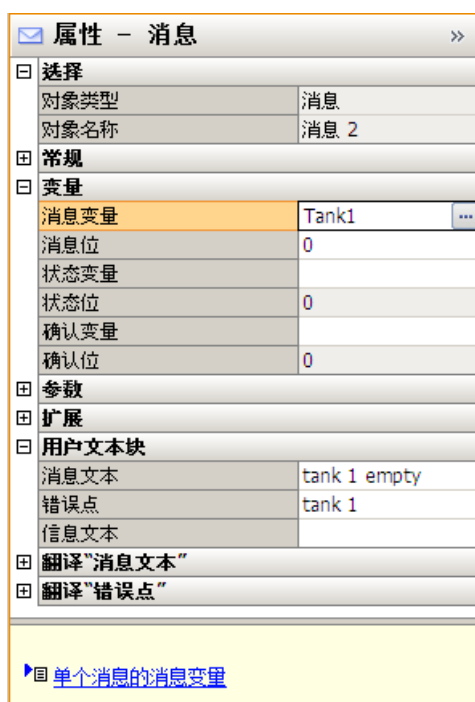 属性 - 消息 »
选择
对象类型 消息
对象名称 消息 2
常规
变量
消息变量 Tank1 ...
消息位 0
状态变量
状态位 0
确认变量
确认位 0
参数
扩展
用户文本块
消息文本 tank 1 empty
错误点 tank 1
信息文本
翻译"消息文本"
翻译"错误点"
单个消息的消息变量